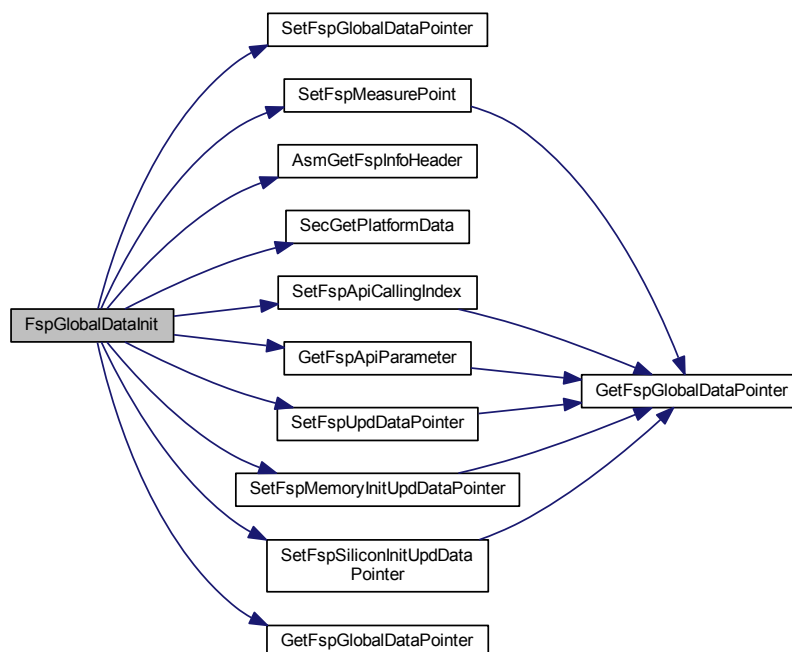 SetFspGlobalDataPointer
SetFspMeasurePoint
AsmGetFspInfoHeader
SecGetPlatformData
SetFspApiCallingIndex
FspGlobalDataInit
GetFspApiParameter
GetFspGlobalDataPointer
SetFspUpdDataPointer
SetFspMemoryInitUpdDataPointer
SetFspSiliconInitUpdData
Pointer
GetFspGlobalDataPointer